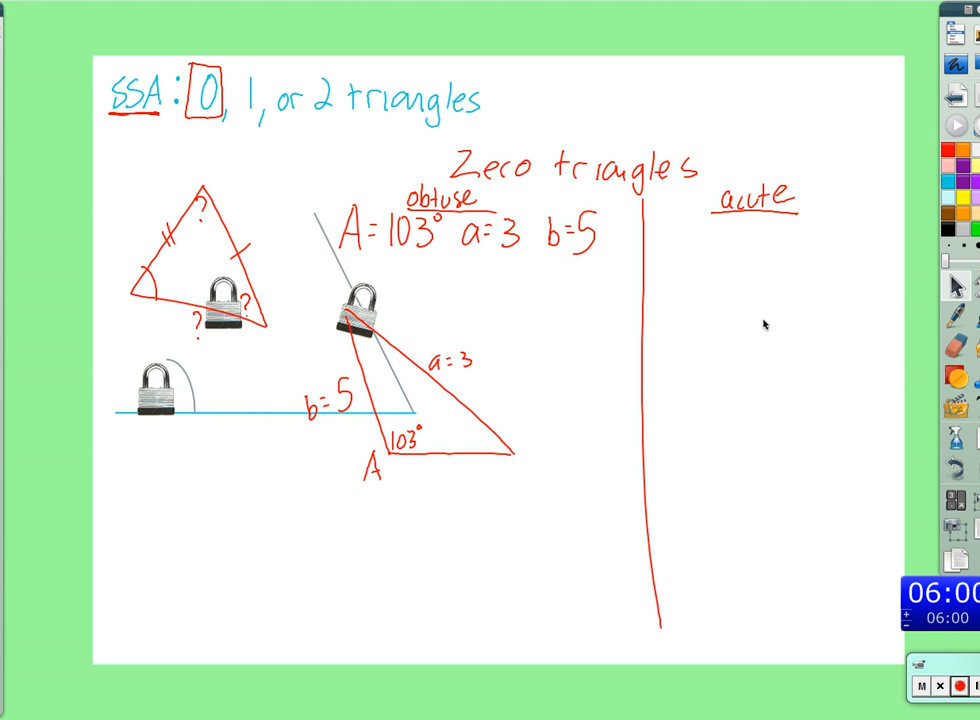 SSA: 0, 1, or 2 triangles
Zero triangles
obtuse
A=103° a=3 b=5
acute
?
?
?
a=3
b=5
103°
A
06:00
06:00
M